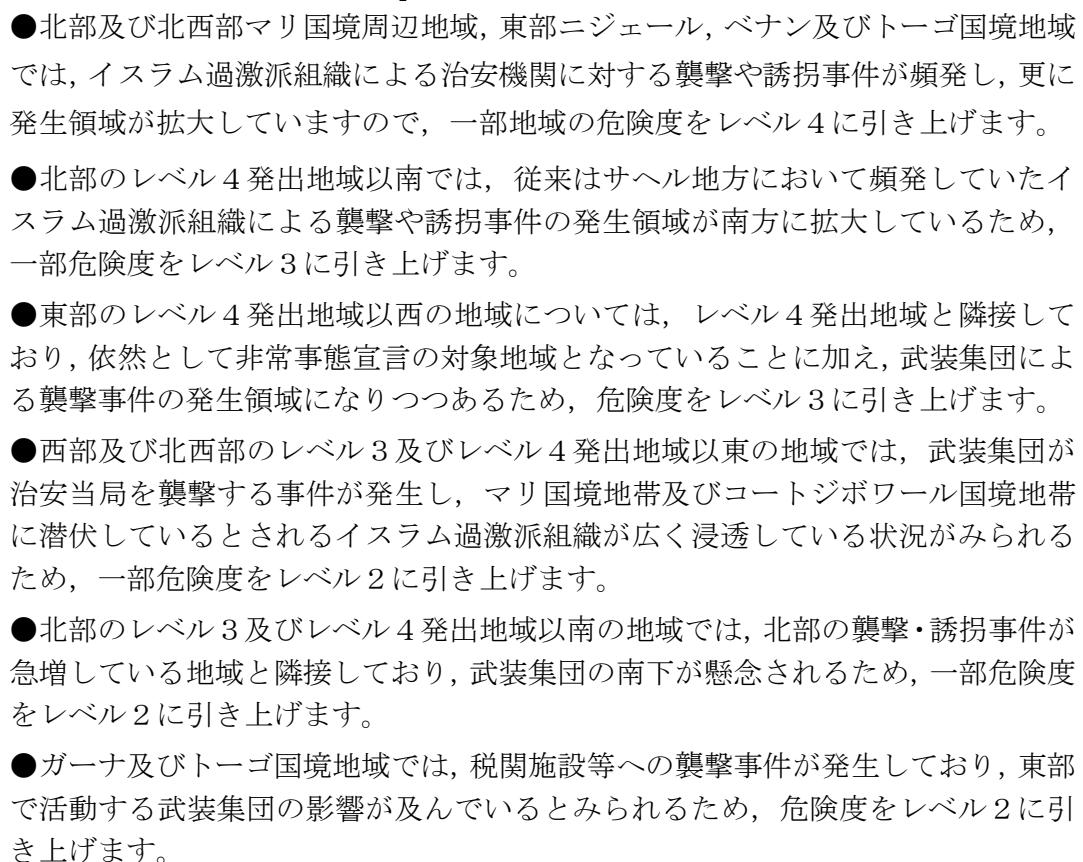 ●北部及び北西部マリ国境周辺地域，東部ニジェール，ベナン及びトーゴ国境地域
では，イスラム過激派組織による治安機関に対する襲撃や誘拐事件が頻発し，更に
発生領域が拡大していますので，一部地域の危険度をレベル４に引き上げます。
●北部のレベル４発出地域以南では，従来はサヘル地方において頻発していたイ
スラム過激派組織による襲撃や誘拐事件の発生領域が南方に拡大しているため，
一部危険度をレベル３に引き上げます。
●東部のレベル４発出地域以西の地域については，レベル４発出地域と隣接して
おり，依然として非常事態宣言の対象地域となっていることに加え，武装集団によ
る襲撃事件の発生領域になりつつあるため，危険度をレベル３に引き上げます。
●西部及び北西部のレベル３及びレベル４発出地域以東の地域では，武装集団が
治安当局を襲撃する事件が発生し，マリ国境地帯及びコートジボワール国境地帯
に潜伏しているとされるイスラム過激派組織が広く浸透している状況がみられる
ため，一部危険度をレベル２に引き上げます。
●北部のレベル３及びレベル４発出地域以南の地域では，北部の襲撃・誘拐事件が
急増している地域と隣接しており，武装集団の南下が懸念されるため，一部危険度
をレベル２に引き上げます。
●ガーナ及びトーゴ国境地域では，税関施設等への襲撃事件が発生しており，東部
で活動する武装集団の影響が及んでいるとみられるため，危険度をレベル２に引
き上げます。